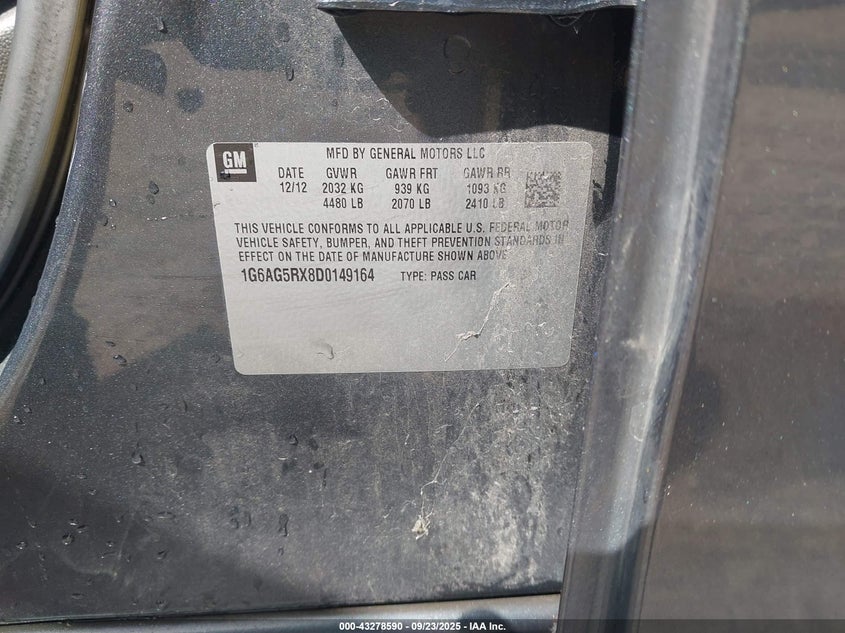 GM
MFD BY GENERAL MOTORS LLC
DATE GVWR GAWR FRT GAWR RR
12/12 2032 KG 939 KG 1093 KG
4480 LB 2070 LB 2410 LB
THIS VEHICLE CONFORMS TO ALL APPLICABLE U.S. FEDERAL MOTOR
VEHICLE SAFETY, BUMPER, AND THEFT PREVENTION STANDARDS IN
EFFECT ON THE DATE OF MANUFACTURE SHOWN ABOVE
1G6AG5RX8D0149164 TYPE: PASS CAR
000-43278590 - 09/23/2025 - IAA Inc.